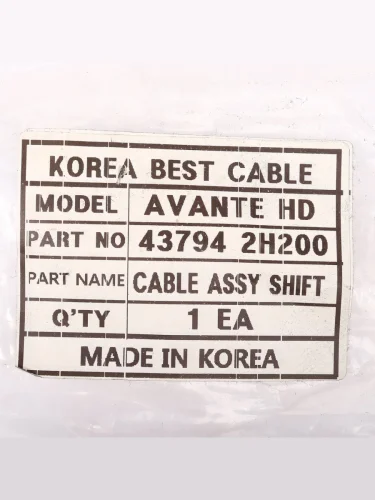 KOREA BEST CABLE
MODEL AVANTE HD
PART NO 43794 2H200
PART NAME CABLE ASSY SHIFT
Q'TY 1 EA
MADE IN KOREA